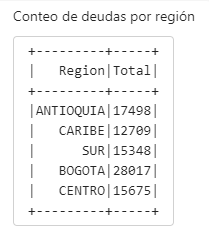 Conteo de deudas por región
+---------+-----+
|   Region|Total|
+---------+-----+
|ANTIOQUIA|17498|
|   CARIBE|12709|
|      SUR|15348|
|   BOGOTA|28017|
|   CENTRO|15675|
+---------+-----+